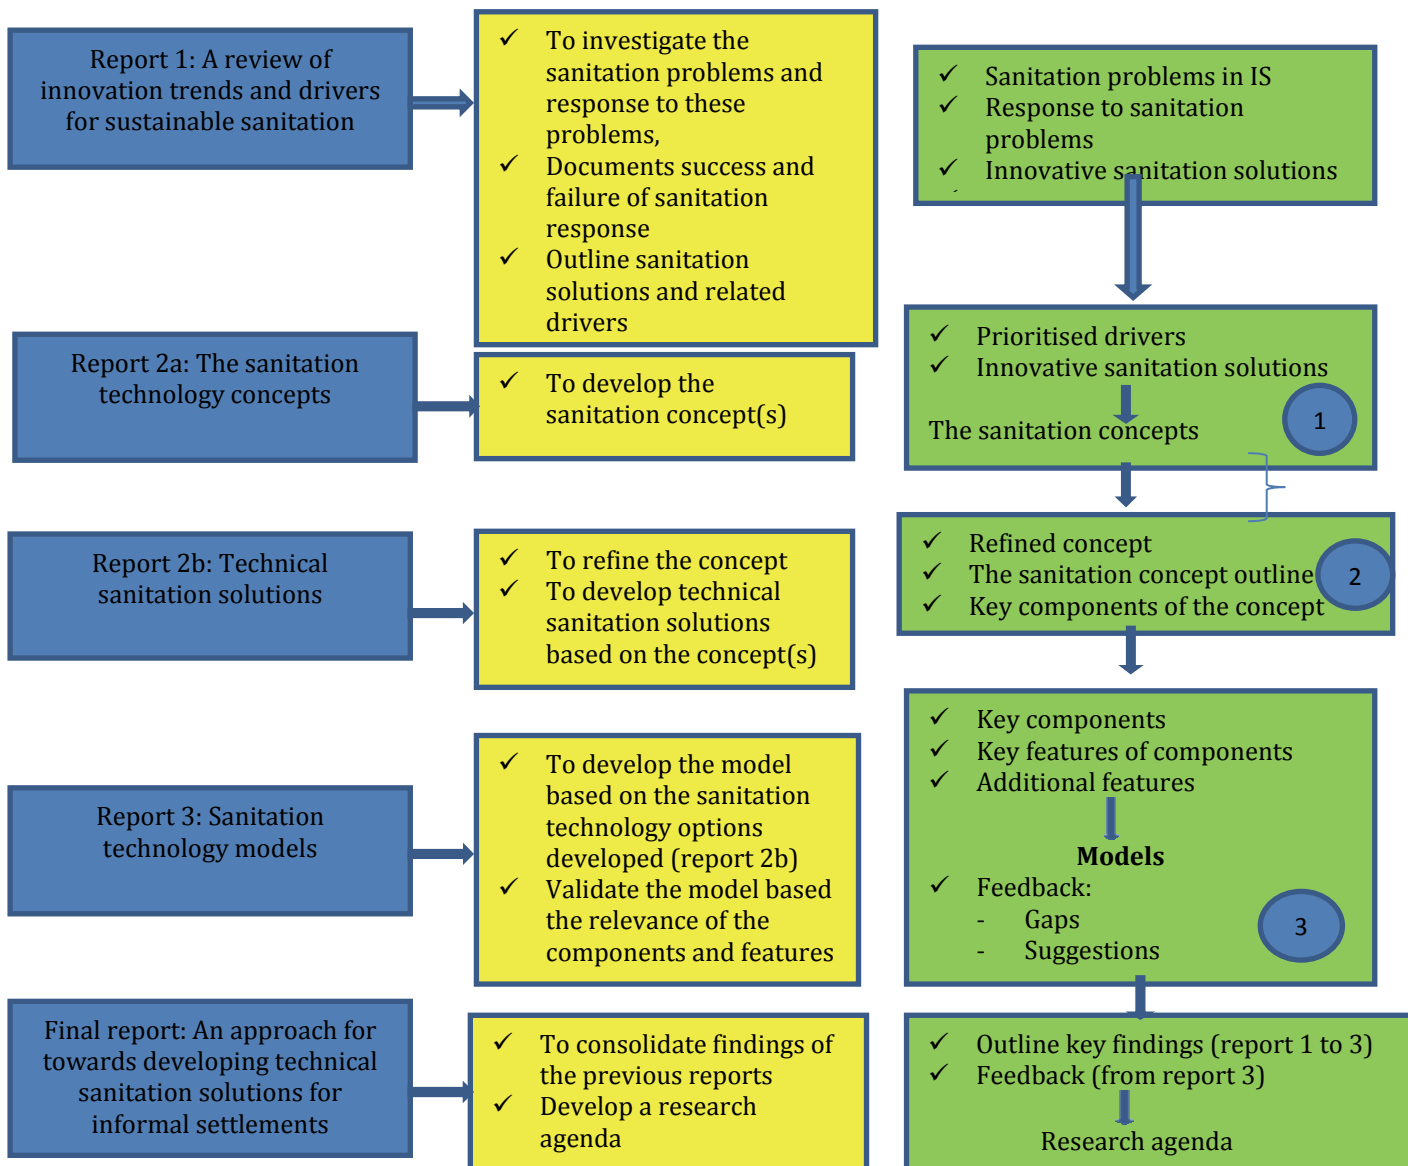 Report 1: A review of
innovation trends and drivers
for sustainable sanitation
✓ To investigate the
sanitation problems and
response to these
problems,
✓ Documents success and
failure of sanitation
response
✓ Outline sanitation
solutions and related
drivers
✓ Sanitation problems in IS
✓ Response to sanitation
problems
✓ Innovative sanitation solutions
Report 2a: The sanitation
technology concepts
✓ To develop the
sanitation concept(s)
✓ Prioritised drivers
✓ Innovative sanitation solutions
The sanitation concepts
1
Report 2b: Technical
sanitation solutions
✓ To refine the concept
✓ To develop technical
sanitation solutions
based on the concept(s)
✓ Refined concept
✓ The sanitation concept outline
✓ Key components of the concept
2
Report 3: Sanitation
technology models
✓ To develop the model
based on the sanitation
technology options
developed (report 2b)
✓ Validate the model based
the relevance of the
components and features
✓ Key components
✓ Key features of components
✓ Additional features
Models
✓ Feedback:
- Gaps
- Suggestions
3
Final report: An approach for
towards developing technical
sanitation solutions for
informal settlements
✓ To consolidate findings of
the previous reports
✓ Develop a research
agenda
✓ Outline key findings (report 1 to 3)
✓ Feedback (from report 3)
Research agenda